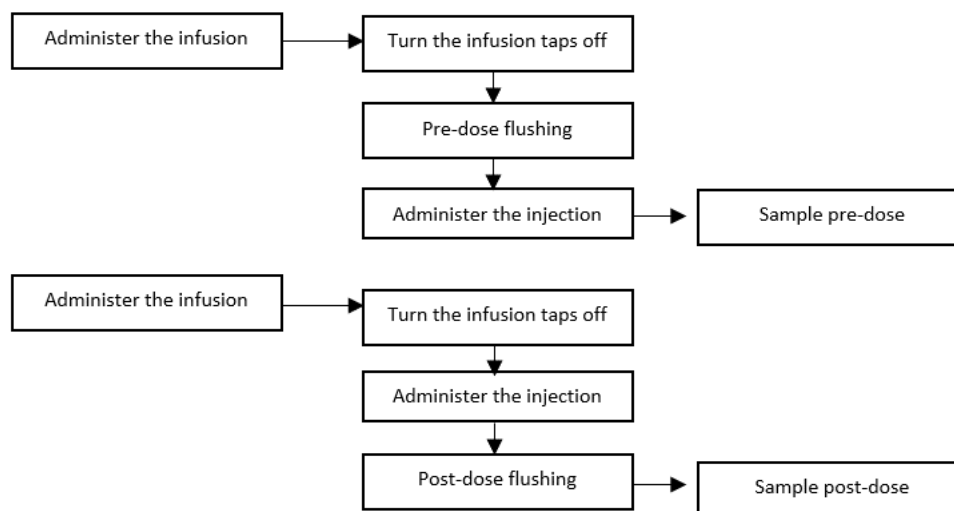 Administer the infusion
Turn the infusion taps off
Pre-dose flushing
Administer the injection
Sample pre-dose
Administer the infusion
Turn the infusion taps off
Administer the injection
Post-dose flushing
Sample post-dose